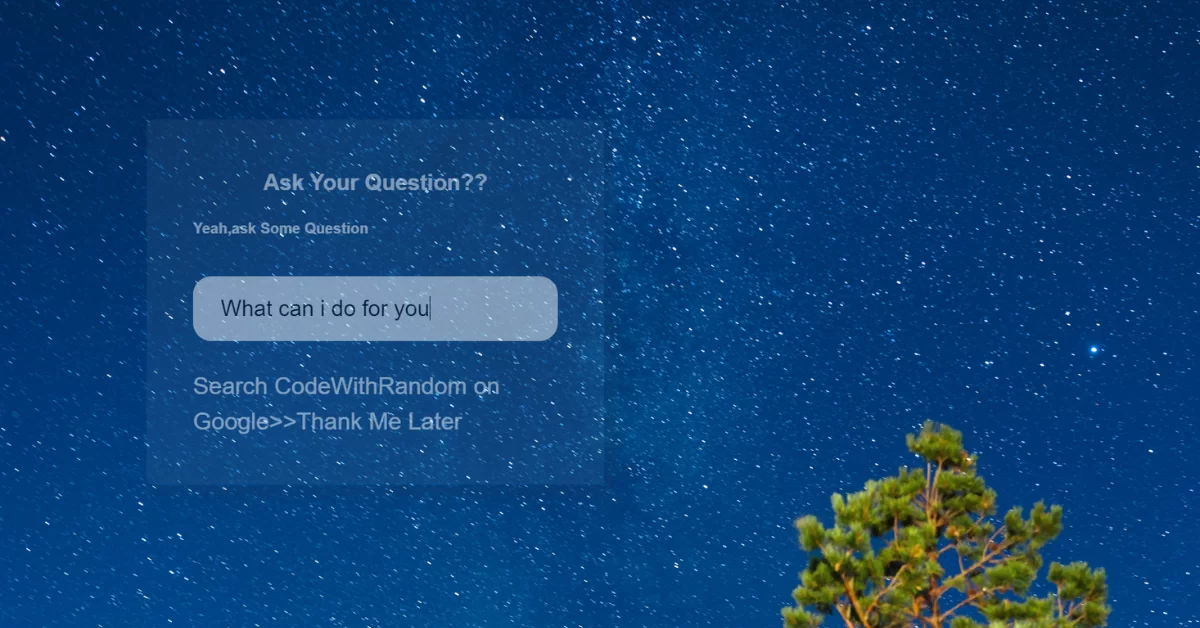 Ask Your Question??
Yeah,ask Some Question
What can i do for you
Search CodeWithRandom on
Google>>Thank Me Later